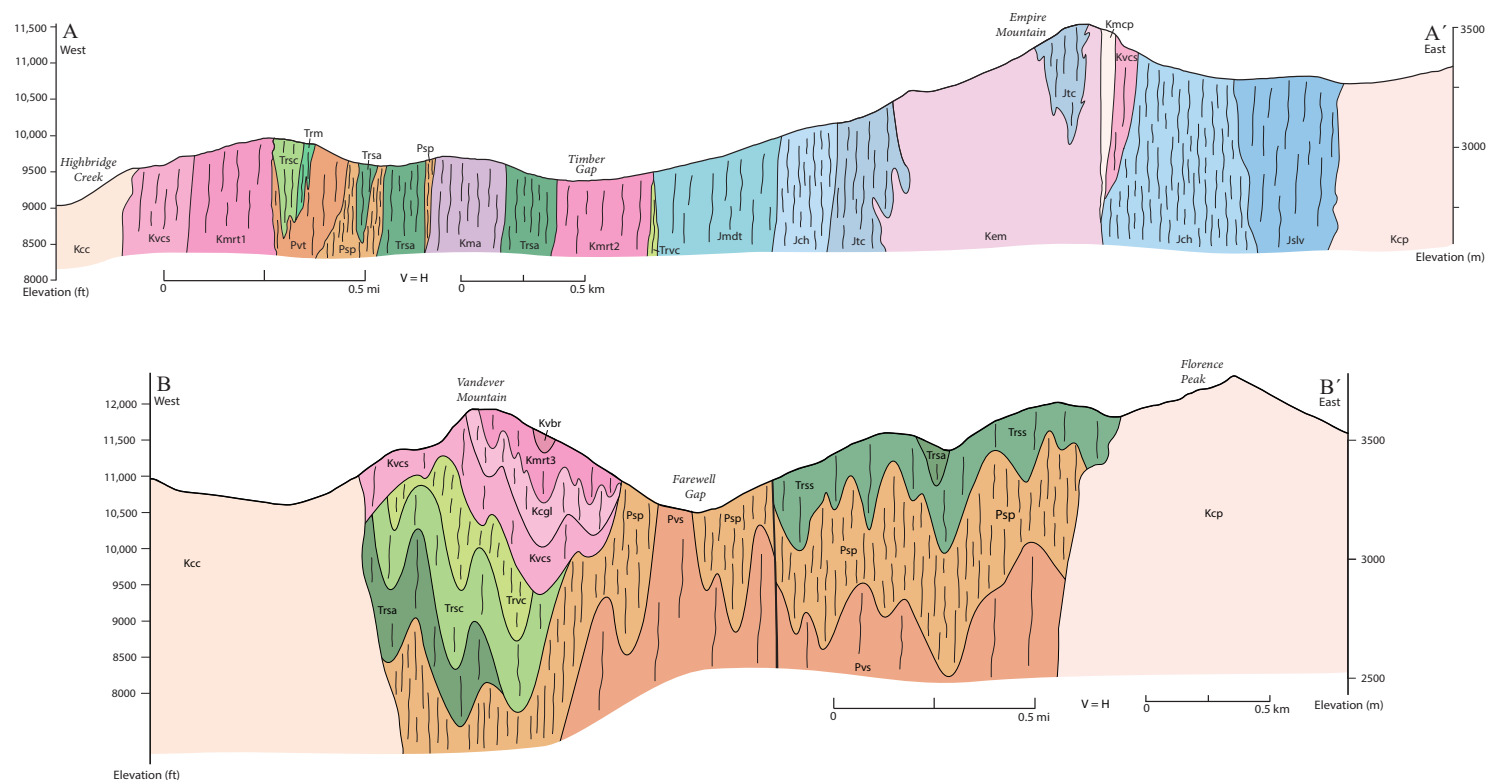 A
West
11,500
11,000
10,500
10,000
9500
9000
8500
8000
Elevation (ft)
Highbridge
Creek
Kcc
Kvcs
Kmrt1
Trsc
Trm
Pvt
Psp
Trsa
Trsa
Psp
Kma
Trsa
Timber
Gap
Kmrt2
Trvc
Jmdt
Jch
Jtc
Kem
Empire
Mountain
Jtc
Kmcp
Kvcs
Jch
Jslv
Kcp
A´
East
3500
3000
Elevation (m)
0
0.5 mi
V = H
0
0.5 km
B
West
12,000
11,500
11,000
10,500
10,000
9500
9000
8500
8000
Elevation (ft)
Kcc
Vandever
Mountain
Kvcs
Kvbr
Kmrt3
Kcgl
Kvcs
Trsa
Trsc
Trvc
Psp
Farewell
Gap
Pvs
Psp
Trss
Psp
Pvs
Trsa
Trss
Psp
Florence
Peak
Kcp
B´
East
3500
3000
2500
Elevation (m)
0
0.5 mi
V = H
0
0.5 km